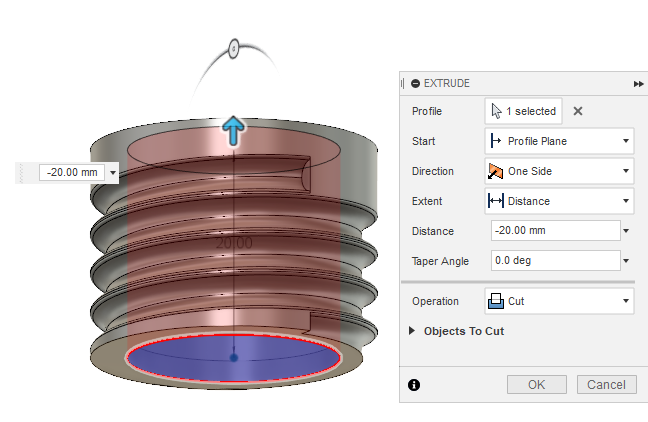 EXTRUDE
Profile 1 selected
Start Profile Plane
Direction One Side
Extent Distance
Distance -20.00 mm
Taper Angle 0.0 deg
Operation Cut
Objects To Cut
OK Cancel
-20.00 mm
20.00